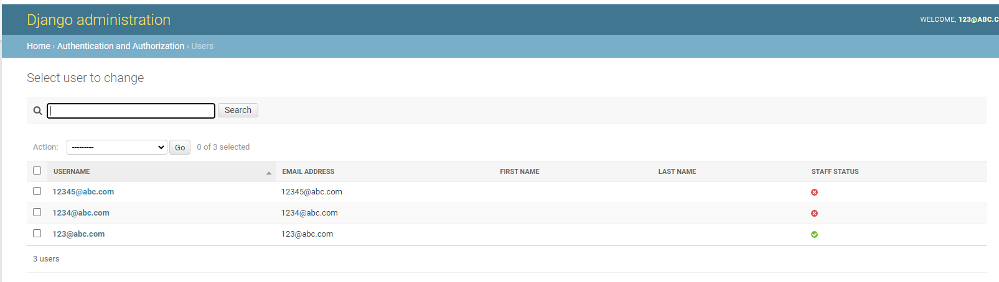 Django administration
WELCOME, 123@ABC.C
Home › Authentication and Authorization › Users
Select user to change
Search
Action: --------- Go 0 of 3 selected
USERNAME EMAIL ADDRESS FIRST NAME LAST NAME STAFF STATUS
12345@abc.com 12345@abc.com
1234@abc.com 1234@abc.com
123@abc.com 123@abc.com
3 users